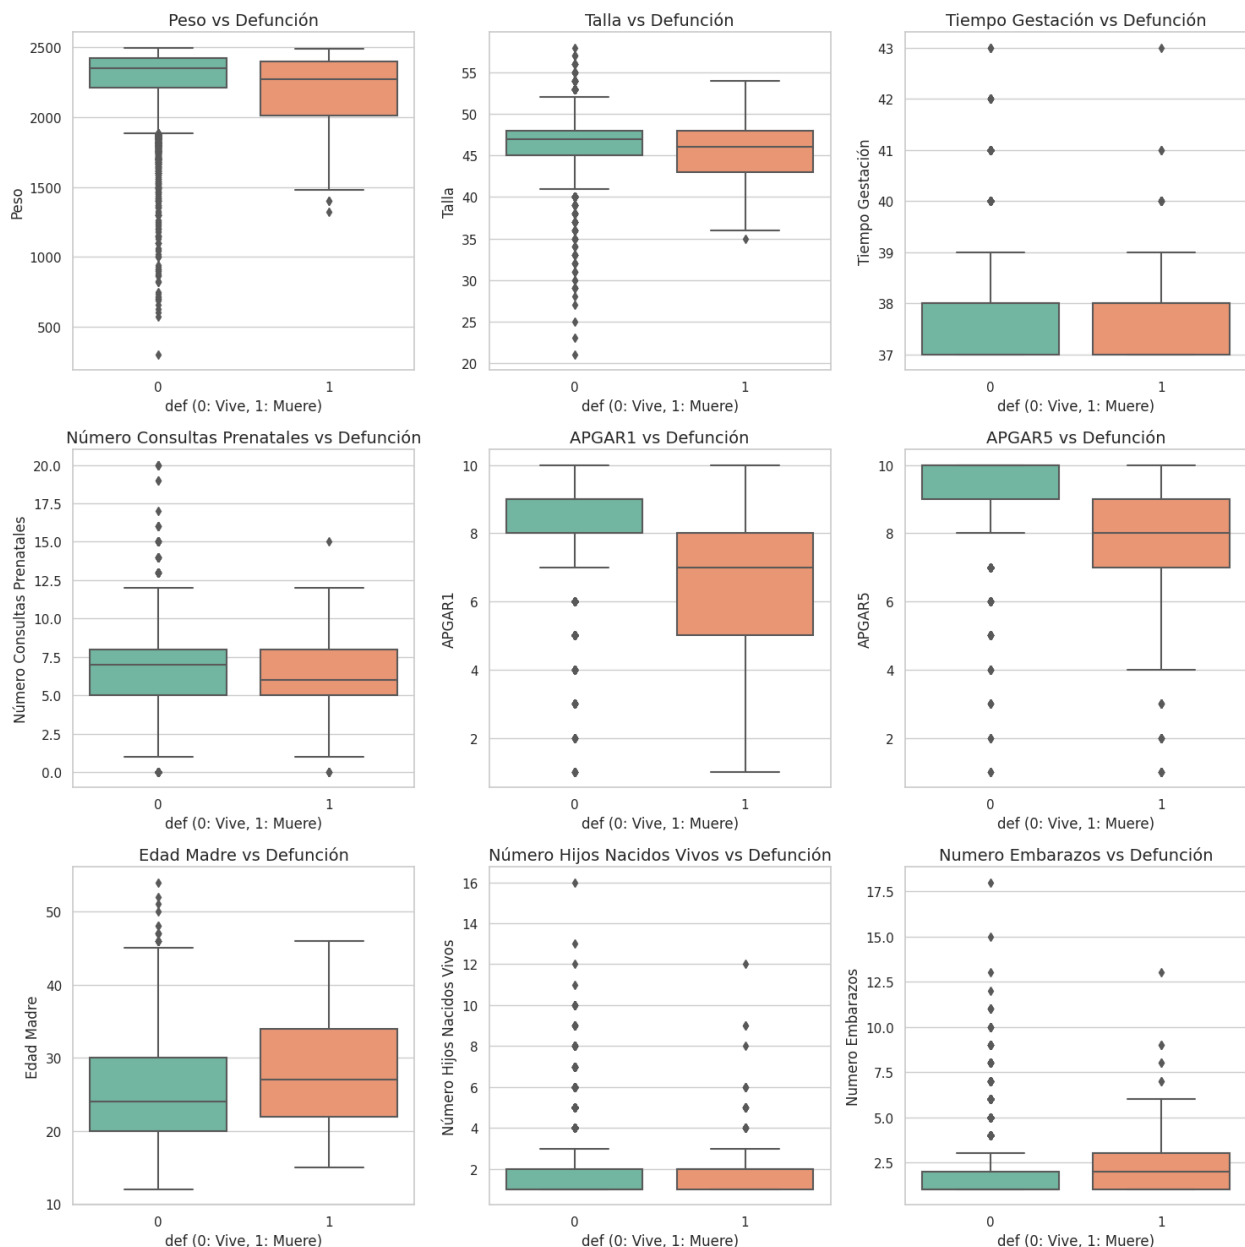 Peso vs Defunción
Peso
2500
2000
1500
1000
500
0 1
def (0: Vive, 1: Muere)
Talla vs Defunción
Talla
55
50
45
40
35
30
25
20
0 1
def (0: Vive, 1: Muere)
Tiempo Gestación vs Defunción
Tiempo Gestación
43
42
41
40
39
38
37
0 1
def (0: Vive, 1: Muere)
Número Consultas Prenatales vs Defunción
Número Consultas Prenatales
20.0
17.5
15.0
12.5
10.0
7.5
5.0
2.5
0.0
0 1
def (0: Vive, 1: Muere)
APGAR1 vs Defunción
APGAR1
10
8
6
4
2
0 1
def (0: Vive, 1: Muere)
APGAR5 vs Defunción
APGAR5
10
8
6
4
2
0 1
def (0: Vive, 1: Muere)
Edad Madre vs Defunción
Edad Madre
50
40
30
20
10
0 1
def (0: Vive, 1: Muere)
Número Hijos Nacidos Vivos vs Defunción
Número Hijos Nacidos Vivos
16
14
12
10
8
6
4
2
0 1
def (0: Vive, 1: Muere)
Numero Embarazos vs Defunción
Numero Embarazos
17.5
15.0
12.5
10.0
7.5
5.0
2.5
0 1
def (0: Vive, 1: Muere)